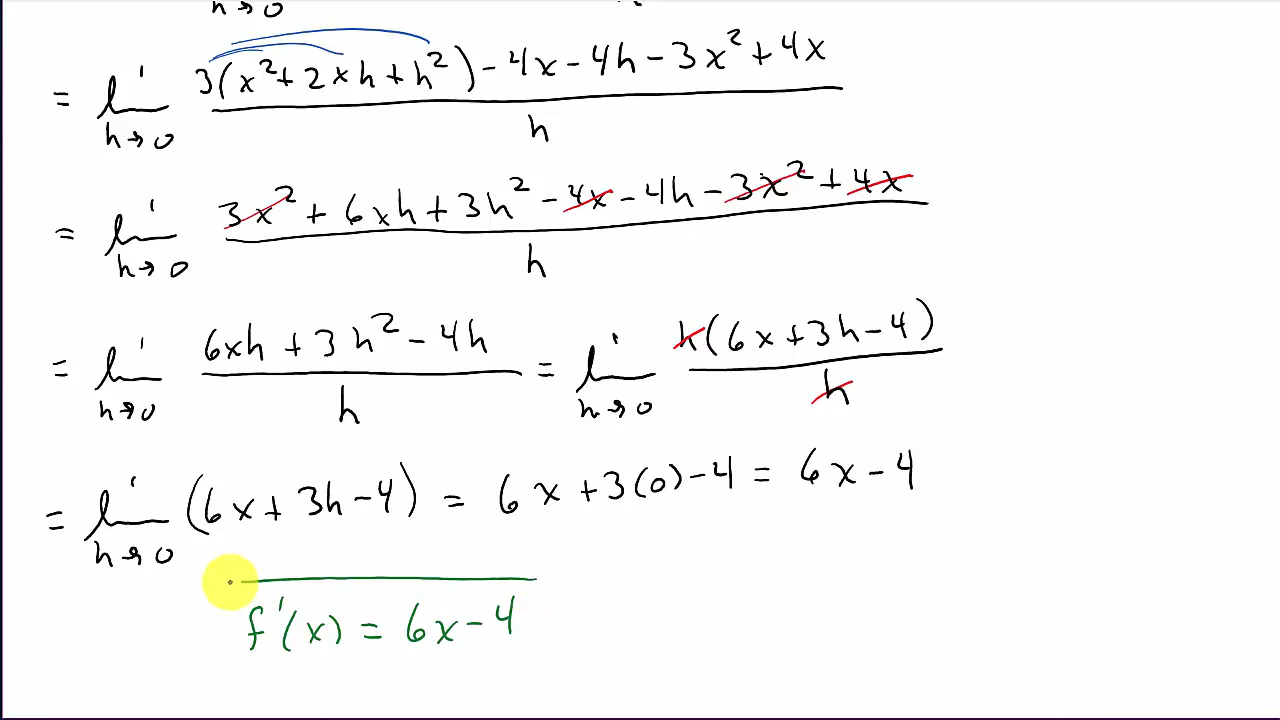 h→0
= lim h→0 3(x²+2xh+h²)-4x-4h-3x²+4x / h
= lim h→0 3x²+6xh+3h²-4x-4h-3x²+4x / h
= lim h→0 6xh+3h²-4h / h = lim h→0 h(6x+3h-4) / h
= lim h→0 (6x+3h-4) = 6x+3(0)-4 = 6x-4
f'(x) = 6x-4